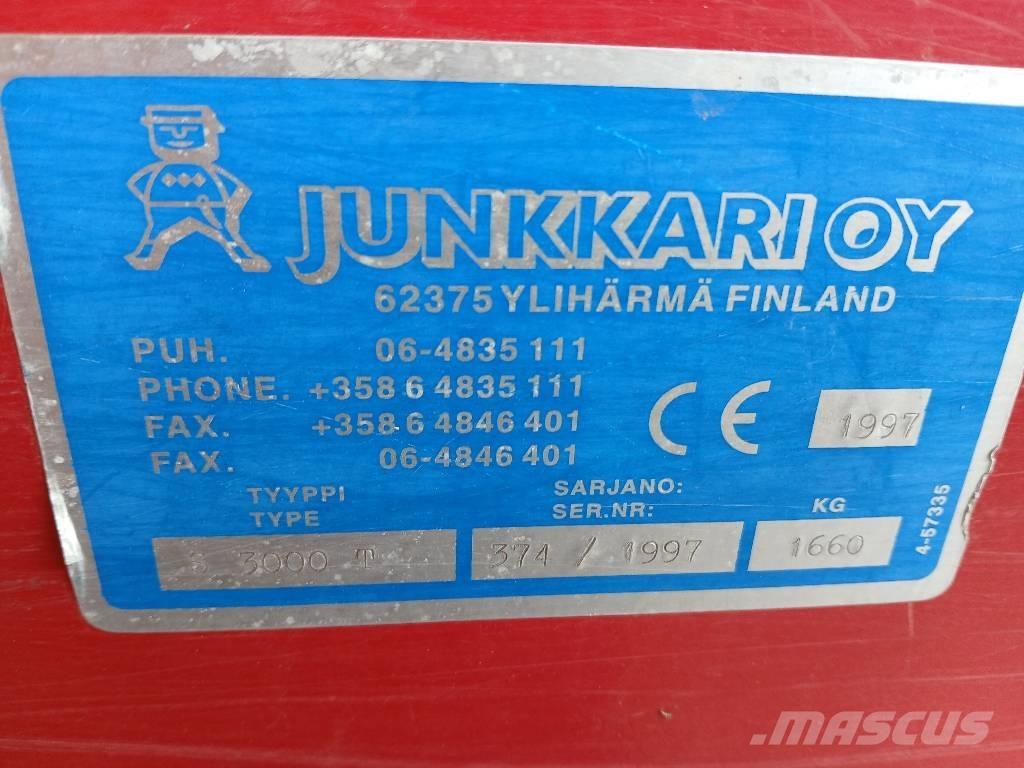 JUNKKARI OY
62375 YLIHÄRMÄ FINLAND
PUH. 06-4835 111
PHONE. +358 6 4835 111
FAX. +358 6 4846 401
FAX. 06-4846 401
CE 1997
TYYPPI SARJANO:
TYPE SER.NR: KG
3000 T 374 / 1997 1660
4-57335
MASCUS